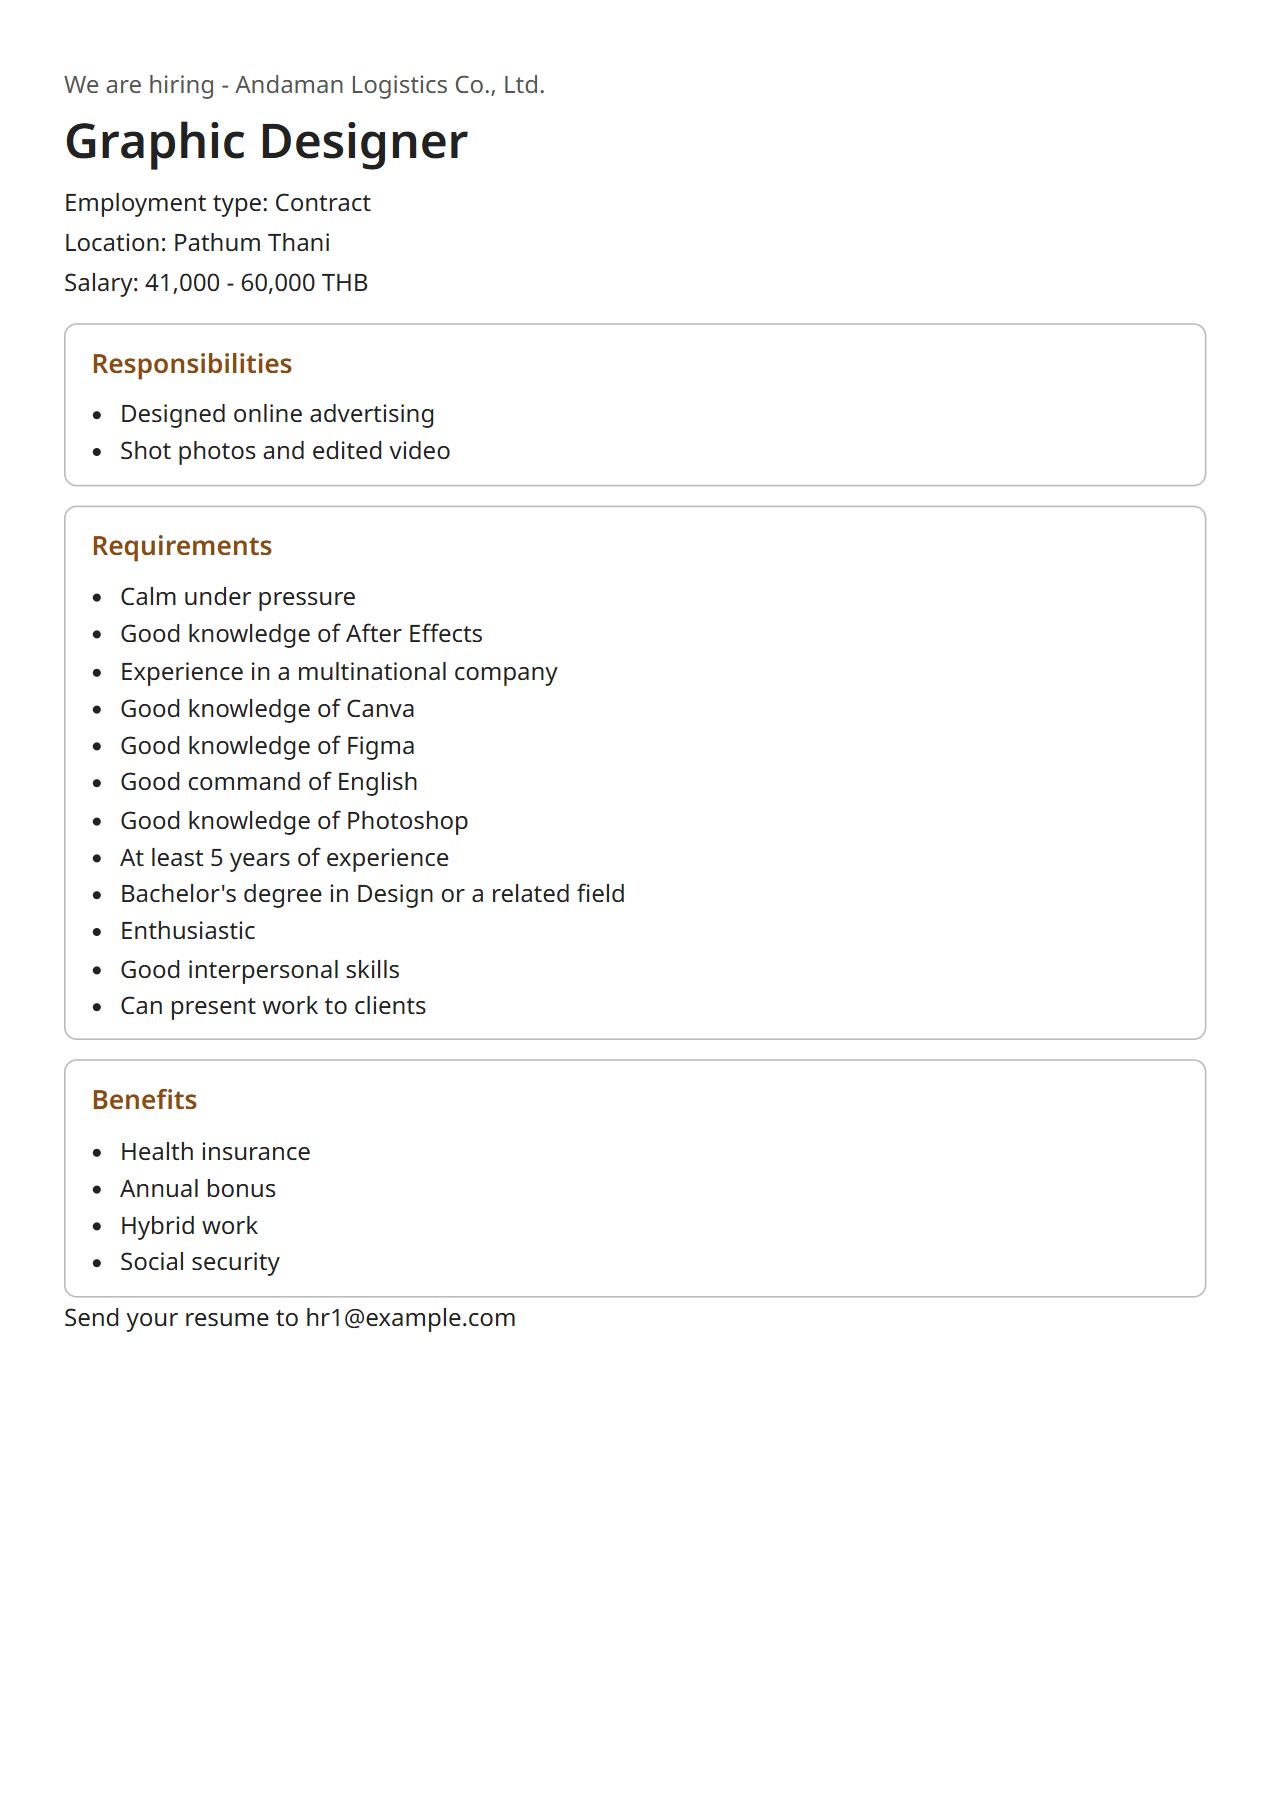 We are hiring - Andaman Logistics Co., Ltd.
Graphic Designer
Employment type: Contract
Location: Pathum Thani
Salary: 41,000 - 60,000 THB
Responsibilities
• Designed online advertising
• Shot photos and edited video
Requirements
• Calm under pressure
• Good knowledge of After Effects
• Experience in a multinational company
• Good knowledge of Canva
• Good knowledge of Figma
• Good command of English
• Good knowledge of Photoshop
• At least 5 years of experience
• Bachelor's degree in Design or a related field
• Enthusiastic
• Good interpersonal skills
• Can present work to clients
Benefits
• Health insurance
• Annual bonus
• Hybrid work
• Social security
Send your resume to hr1@example.com